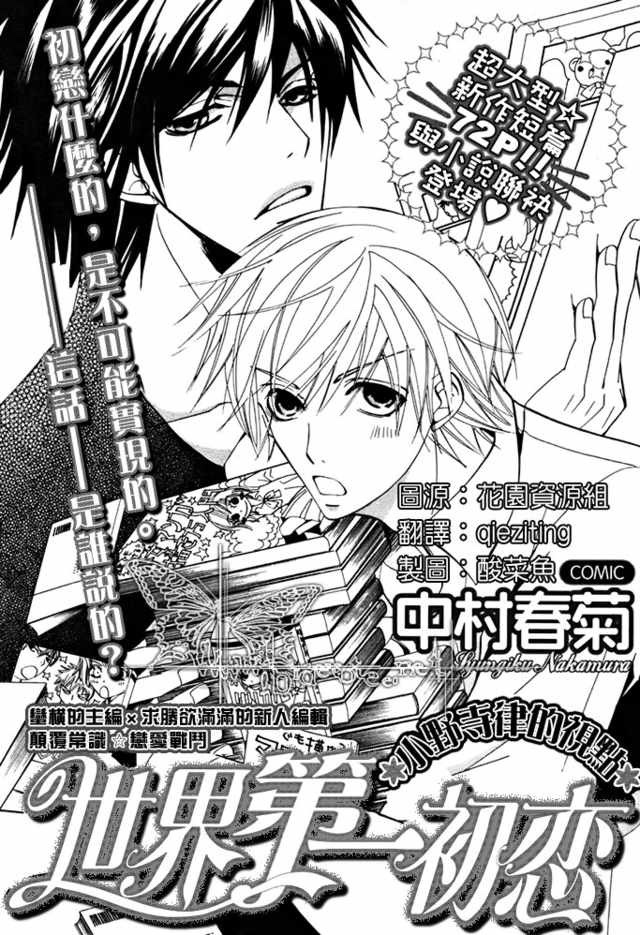 初戀什麼的，是不可能實現的。
——這話——是誰說的？
超大型☆
新作短篇
72P!!
與小說聯袂
登場♥
圖源：花園資源組
翻譯：qieziting
製圖：酸菜魚
COMIC
中村春菊
Shungiku Nakamura
蠻橫的主編×求勝欲滿滿的新人編輯
顛覆常識☆戀愛戰鬥
小野寺律的視點
世界第一初恋